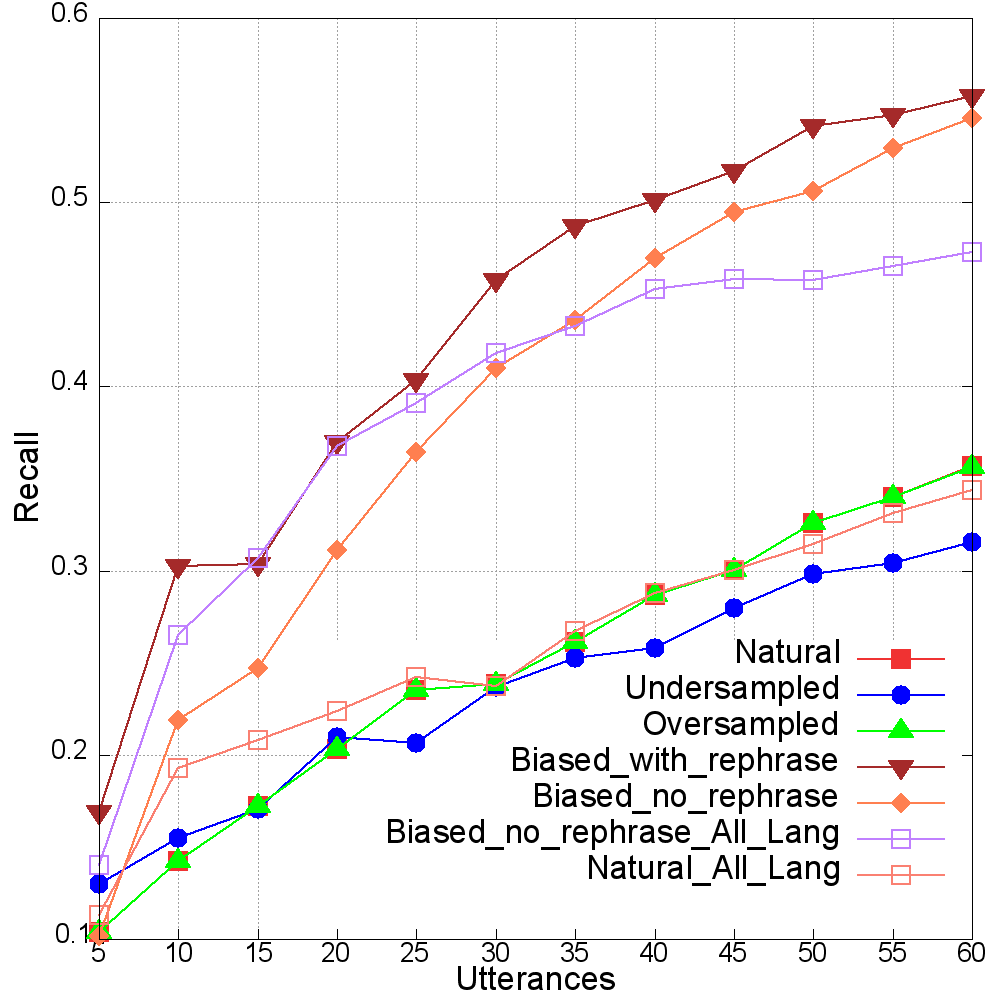 0.6
0.5
0.4
0.3
0.2
0.1
Recall
Natural
Undersampled
Oversampled
Biased_with_rephrase
Biased_no_rephrase
Biased_no_rephrase_All_Lang
Natural_All_Lang
5 10 15 20 25 30 35 40 45 50 55 60
Utterances